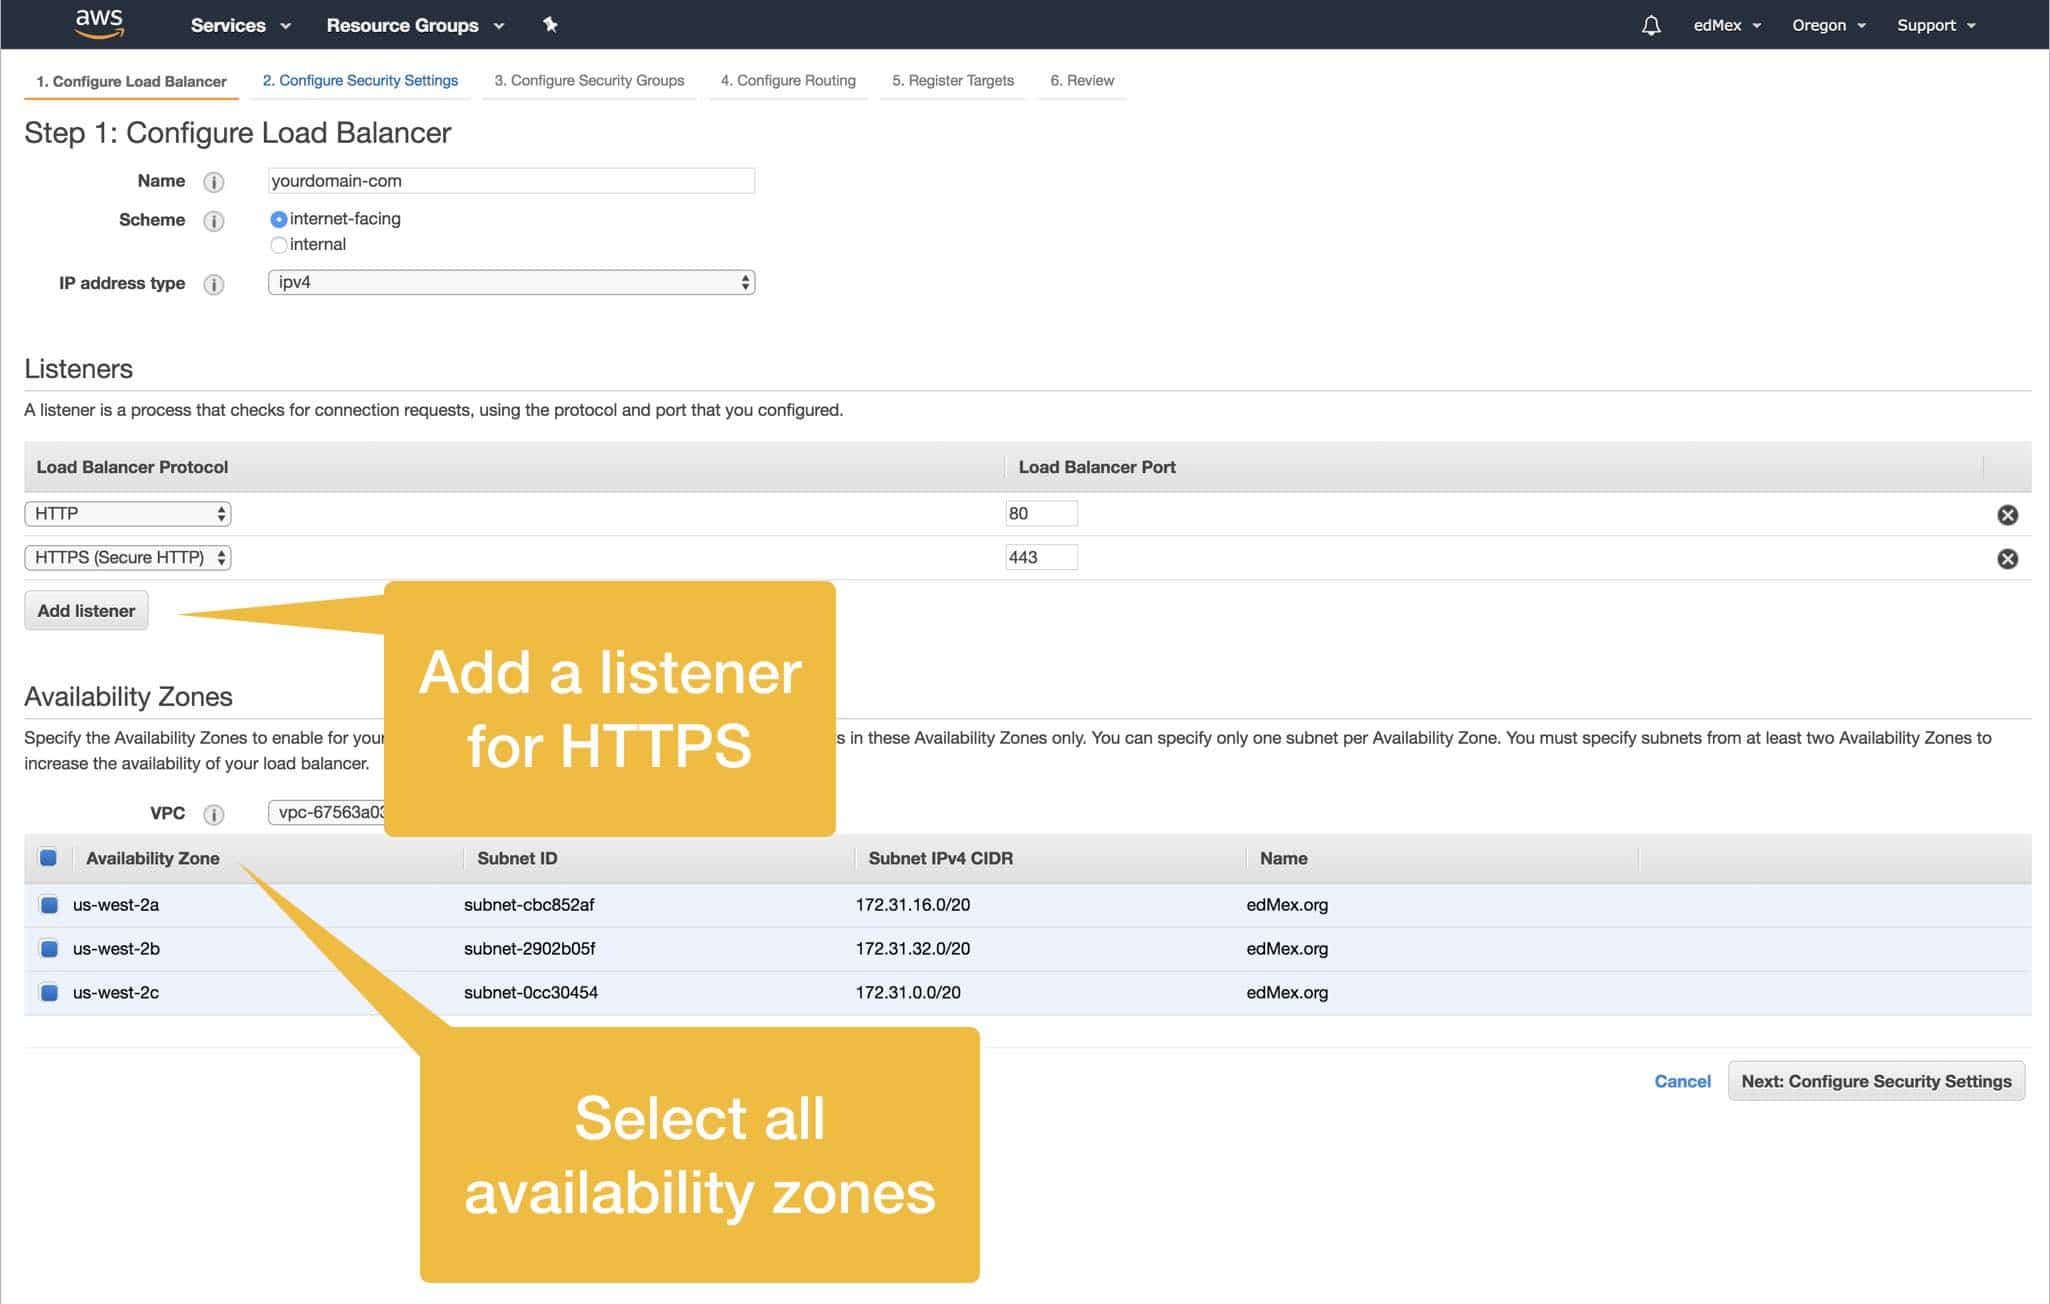 aws Services Resource Groups edMex Oregon Support
1. Configure Load Balancer 2. Configure Security Settings 3. Configure Security Groups 4. Configure Routing 5. Register Targets 6. Review
Step 1: Configure Load Balancer
Name i yourdomain-com
Scheme i internet-facing
internal
IP address type i ipv4
Listeners
A listener is a process that checks for connection requests, using the protocol and port that you configured.
Load Balancer Protocol Load Balancer Port
HTTP 80
HTTPS (Secure HTTP) 443
Add listener
Add a listener
for HTTPS
Availability Zones
Specify the Availability Zones to enable for your s in these Availability Zones only. You can specify only one subnet per Availability Zone. You must specify subnets from at least two Availability Zones to
increase the availability of your load balancer.
VPC i vpc-67563a03
Availability Zone Subnet ID Subnet IPv4 CIDR Name
us-west-2a subnet-cbc852af 172.31.16.0/20 edMex.org
us-west-2b subnet-2902b05f 172.31.32.0/20 edMex.org
us-west-2c subnet-0cc30454 172.31.0.0/20 edMex.org
Select all
availability zones
Cancel Next: Configure Security Settings